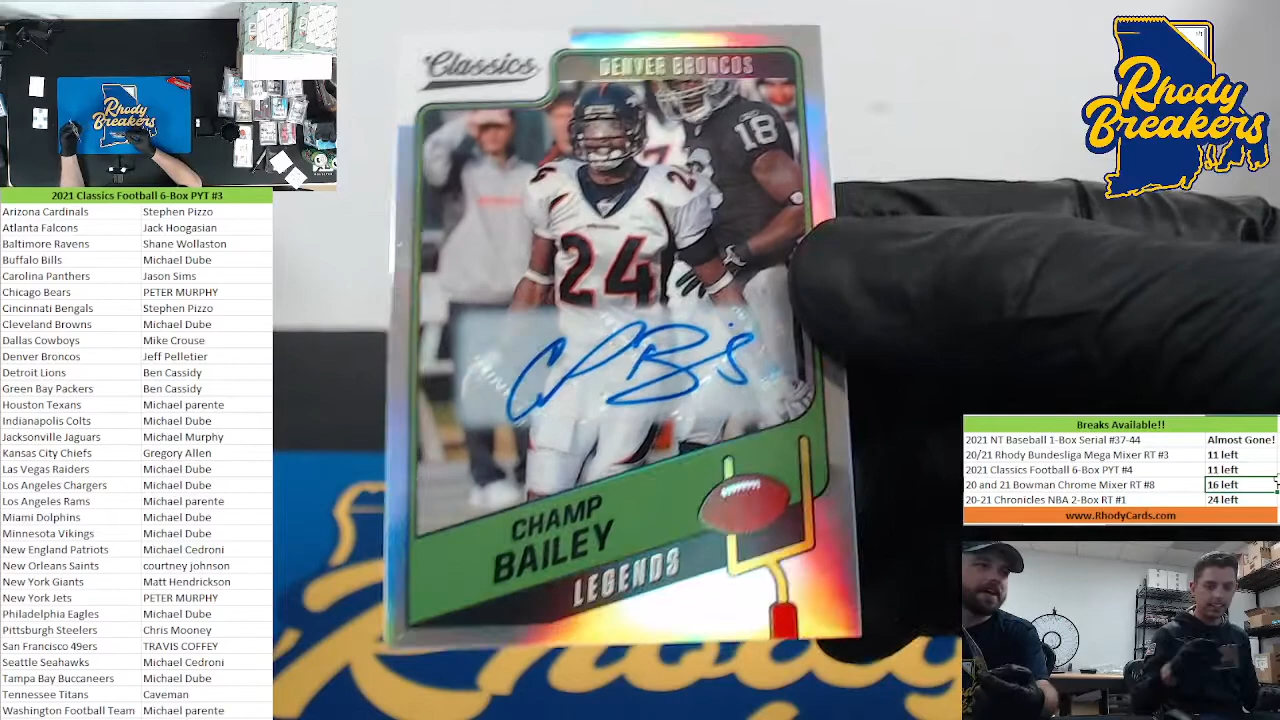 Rhody
Breakers
2021 Classics Football 6-Box PYT #3
Arizona Cardinals Stephen Pizzo
Atlanta Falcons Jack Hoogasian
Baltimore Ravens Shane Wollaston
Buffalo Bills Michael Dube
Carolina Panthers Jason Sims
Chicago Bears PETER MURPHY
Cincinnati Bengals Stephen Pizzo
Cleveland Browns Michael Dube
Dallas Cowboys Mike Crouse
Denver Broncos Jeff Pelletier
Detroit Lions Ben Cassidy
Green Bay Packers Ben Cassidy
Houston Texans Michael parente
Indianapolis Colts Michael Dube
Jacksonville Jaguars Michael Murphy
Kansas City Chiefs Gregory Allen
Las Vegas Raiders Michael Dube
Los Angeles Chargers Michael Dube
Los Angeles Rams Michael parente
Miami Dolphins Michael Dube
Minnesota Vikings Michael Dube
New England Patriots Michael Cedroni
New Orleans Saints courtney johnson
New York Giants Matt Hendrickson
New York Jets PETER MURPHY
Philadelphia Eagles Michael Dube
Pittsburgh Steelers Chris Mooney
San Francisco 49ers TRAVIS COFFEY
Seattle Seahawks Michael Cedroni
Tampa Bay Buccaneers Michael Dube
Tennessee Titans Caveman
Washington Football Team Michael parente
Classics
DENVER BRONCOS
18
24
24
CHAMP
BAILEY
LEGENDS
Rhody
Breakers
Breaks Available!!
2021 NT Baseball 1-Box Serial #37-44 Almost Gone!
20/21 Rhody Bundesliga Mega Mixer RT #3 11 left
2021 Classics Football 6-Box PYT #4 11 left
20 and 21 Bowman Chrome Mixer RT #8 16 left
20-21 Chronicles NBA 2-Box RT #1 24 left
www.RhodyCards.com